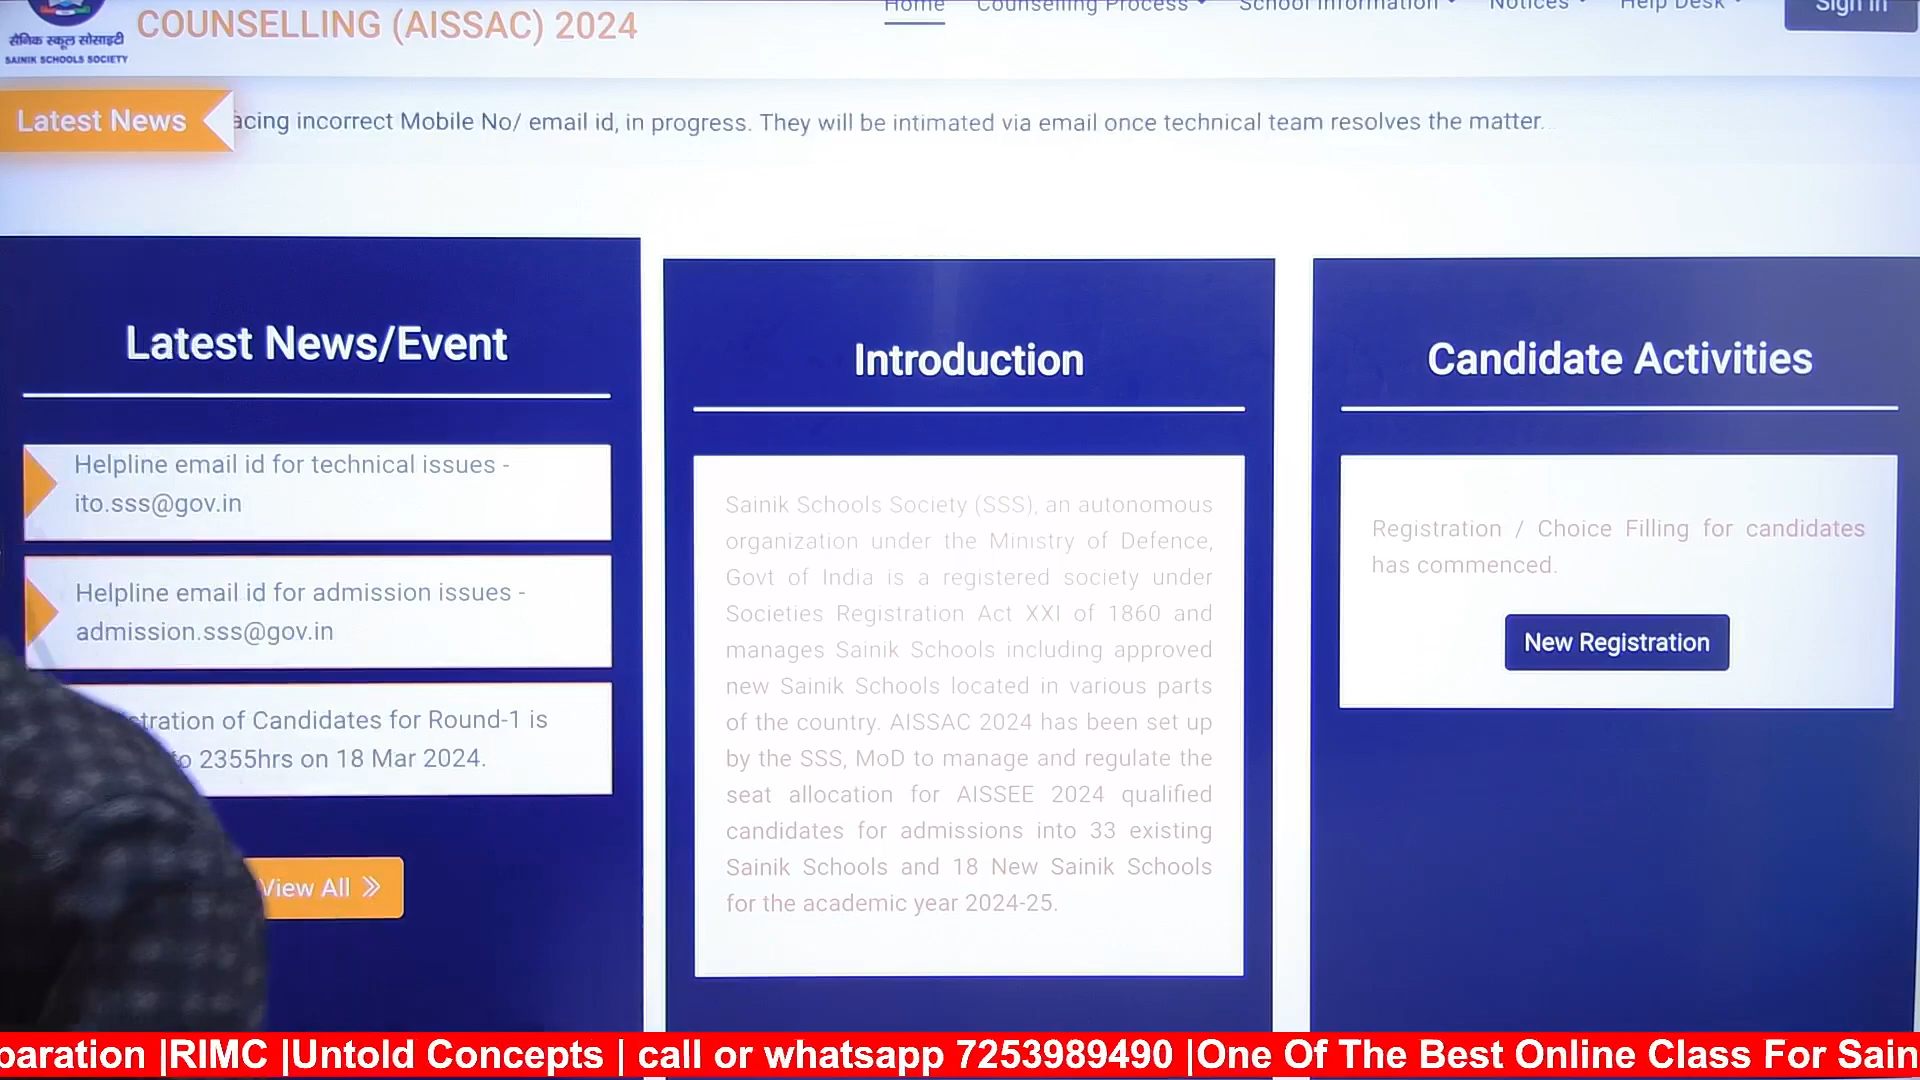 सैनिक स्कूल सोसाइटी
SAINIK SCHOOLS SOCIETY
COUNSELLING (AISSAC) 2024
Home Counselling Process School Information Notices Help Desk Sign In
Latest News
acing incorrect Mobile No/ email id, in progress. They will be intimated via email once technical team resolves the matter.
Latest News/Event
Helpline email id for technical issues -
ito.sss@gov.in
Helpline email id for admission issues -
admission.sss@gov.in
stration of Candidates for Round-1 is
o 2355hrs on 18 Mar 2024.
View All
Introduction
Sainik Schools Society (SSS), an autonomous
organization under the Ministry of Defence,
Govt of India is a registered society under
Societies Registration Act XXI of 1860 and
manages Sainik Schools including approved
new Sainik Schools located in various parts
of the country. AISSAC 2024 has been set up
by the SSS, MoD to manage and regulate the
seat allocation for AISSEE 2024 qualified
candidates for admissions into 33 existing
Sainik Schools and 18 New Sainik Schools
for the academic year 2024-25.
Candidate Activities
Registration / Choice Filling for candidates
has commenced.
New Registration
paration |RIMC |Untold Concepts | call or whatsapp 7253989490 |One Of The Best Online Class For Sain